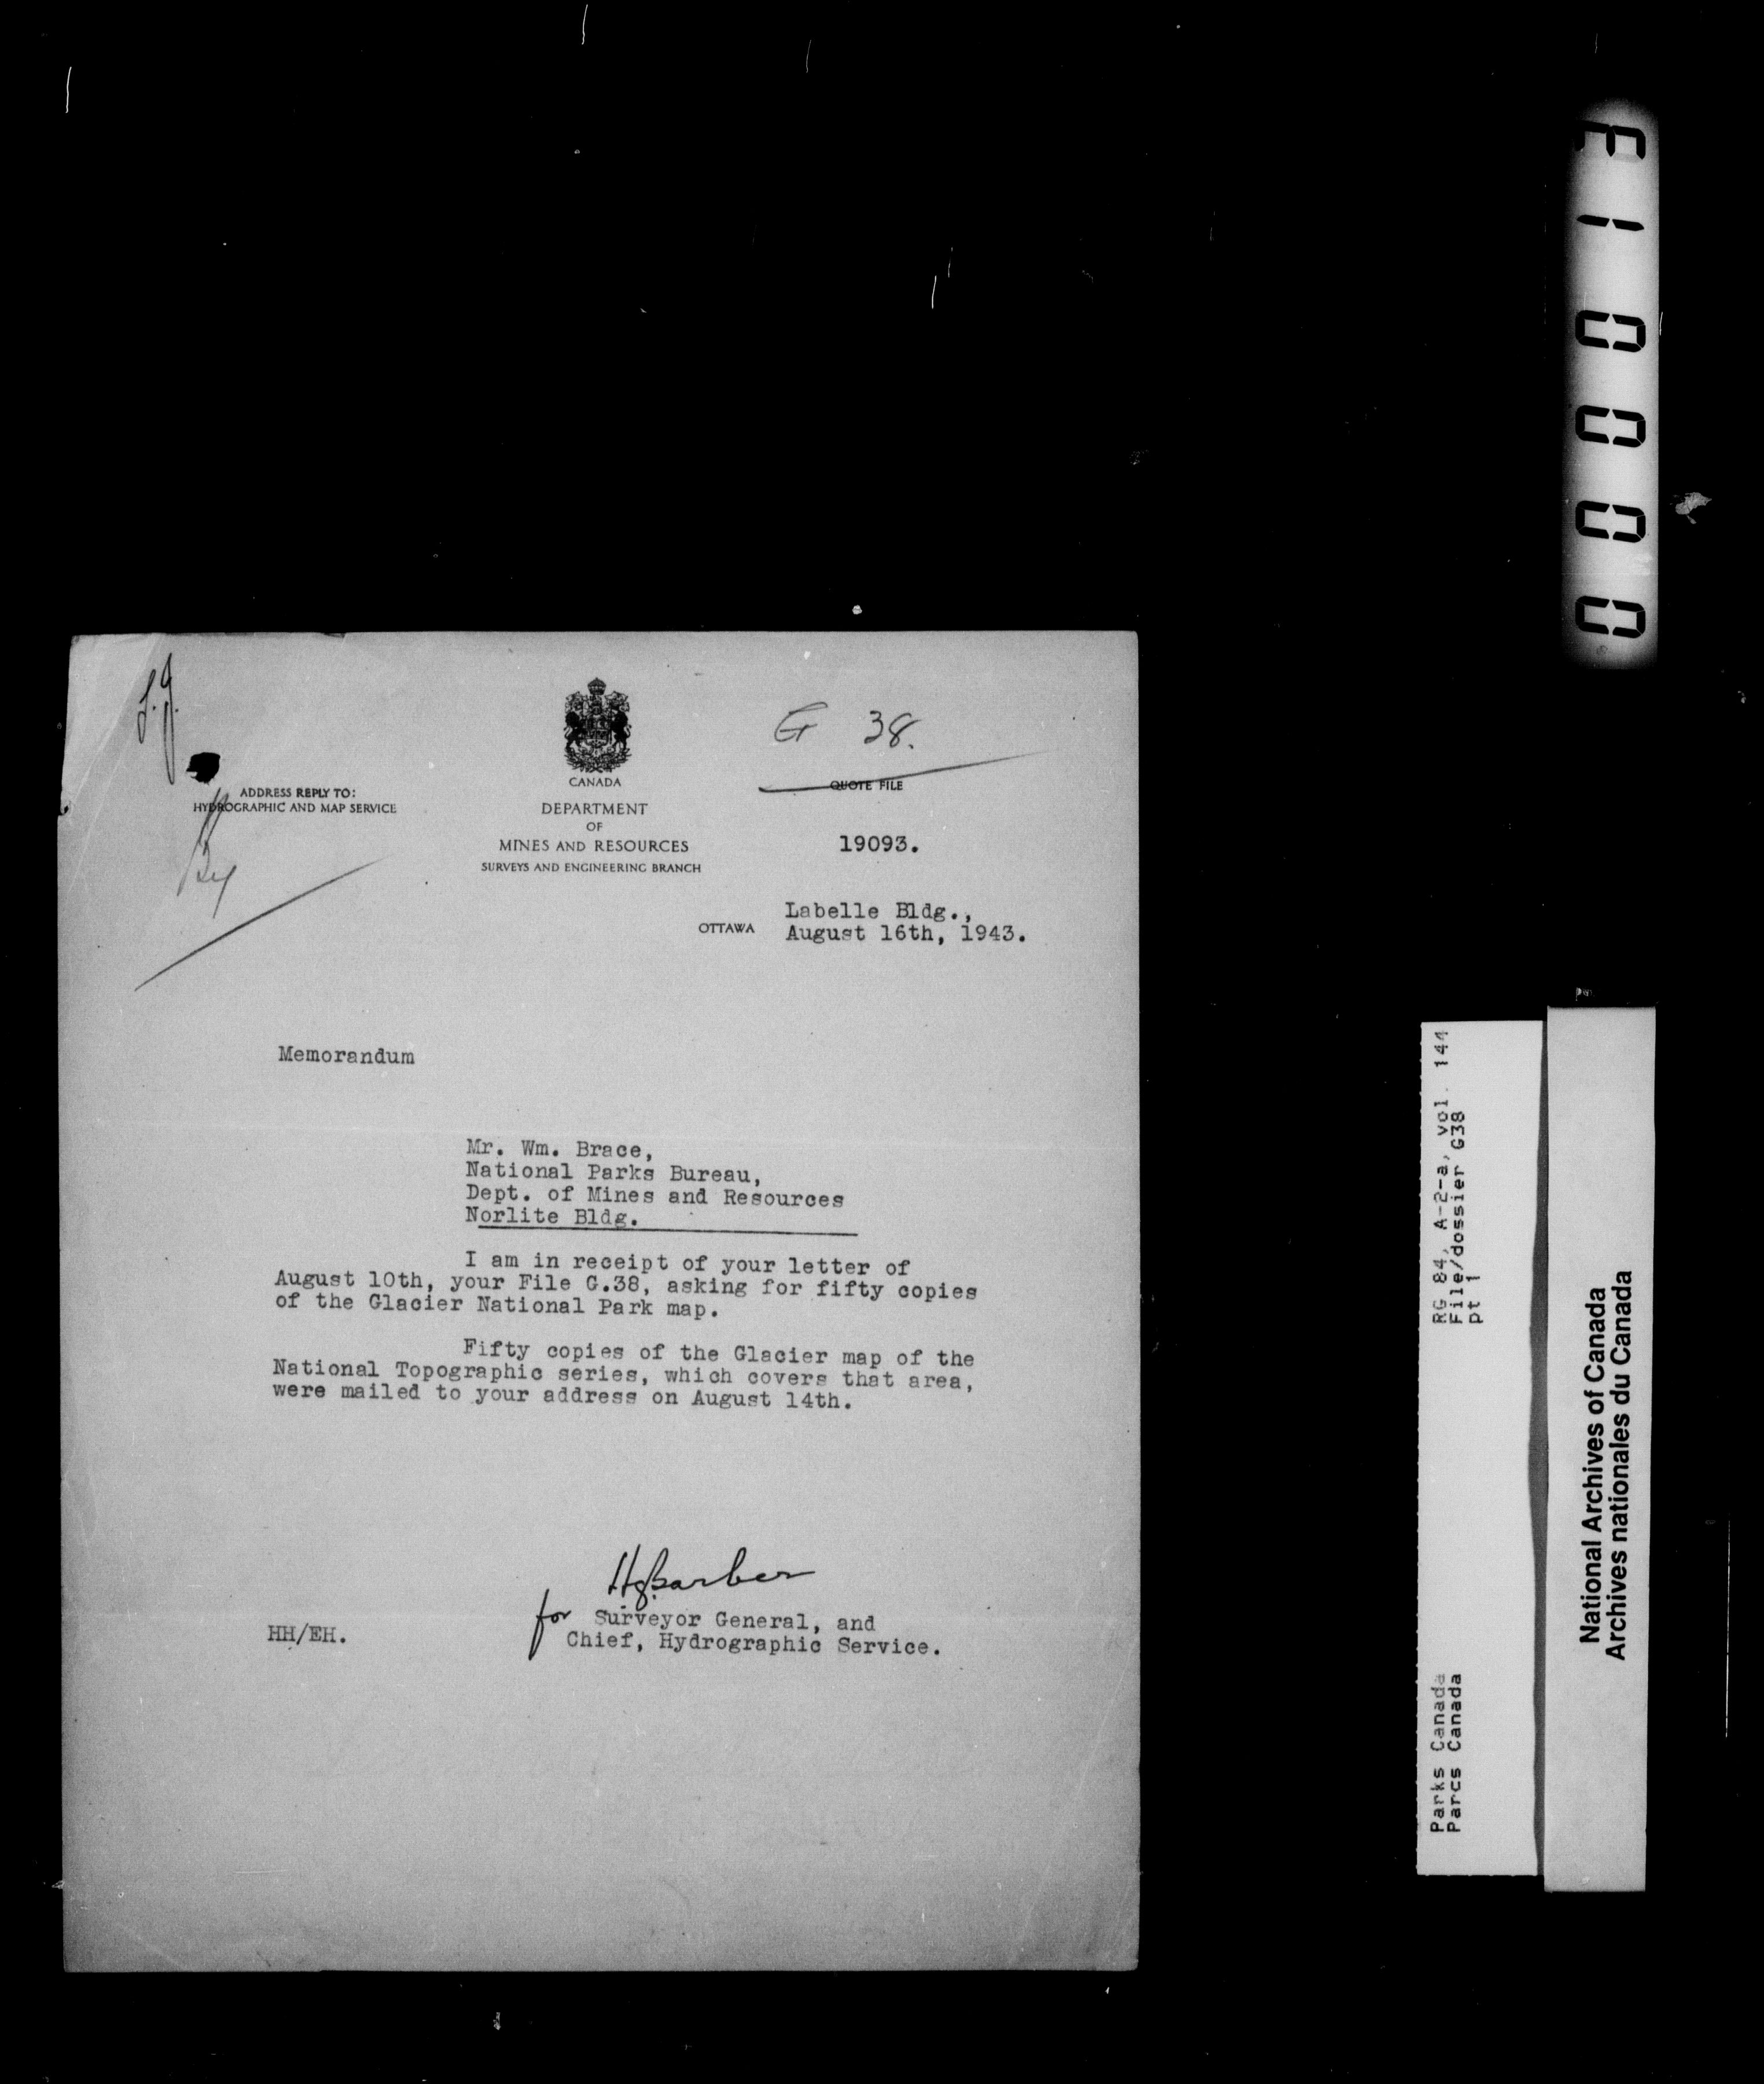 G 38.
CANADA
ADDRESS REPLY TO:
HYDROGRAPHIC AND MAP SERVICE
DEPARTMENT
OF
MINES AND RESOURCES
SURVEYS AND ENGINEERING BRANCH
QUOTE FILE
19093.
OTTAWA
Labelle Bldg.,
August 16th, 1943.
Memorandum
Mr. Wm. Brace,
National Parks Bureau,
Dept. of Mines and Resources
Norlite Bldg.
I am in receipt of your letter of
August 10th, your File G.38, asking for fifty copies
of the Glacier National Park map.
Fifty copies of the Glacier map of the
National Topographic series, which covers that area,
were mailed to your address on August 14th.
Barber
for Surveyor General, and
Chief, Hydrographic Service.
HH/EH.
Parks Canada
Parcs Canada
RG 84, A-2-a, vol. 144
File/dossier G38
pt 1
National Archives of Canada
Archives nationales du Canada